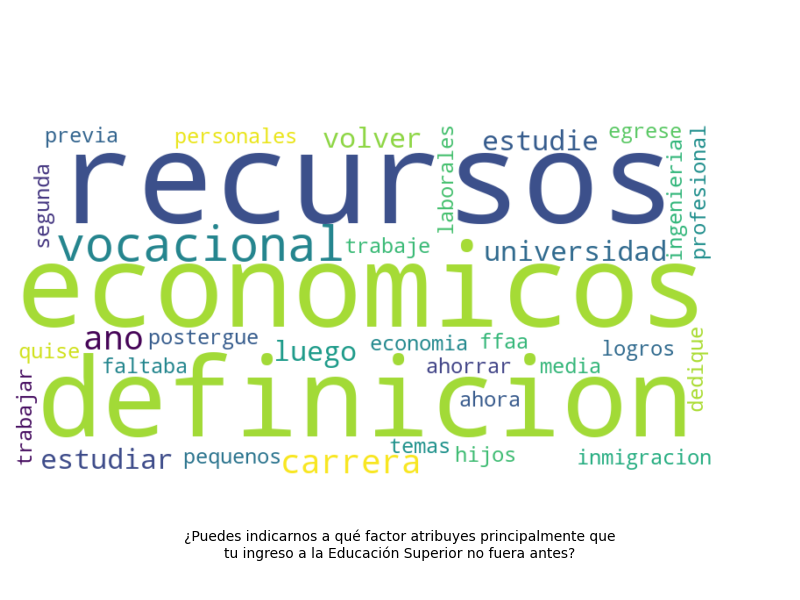 previa
personales
volver
laborales
estudie
egrese
ingenierial
profesional
segunda
recursos
vocacional
trabaje
universidad
economicos
ano
postergue
luego
economia
ffaa
logros
dedique
quise
faltaba
ahorrar
media
trabajar
definicion
ahora
estudiar
pequenos
carrera
temas
hijos
inmigracion
¿Puedes indicarnos a qué factor atribuyes principalmente que
tu ingreso a la Educación Superior no fuera antes?